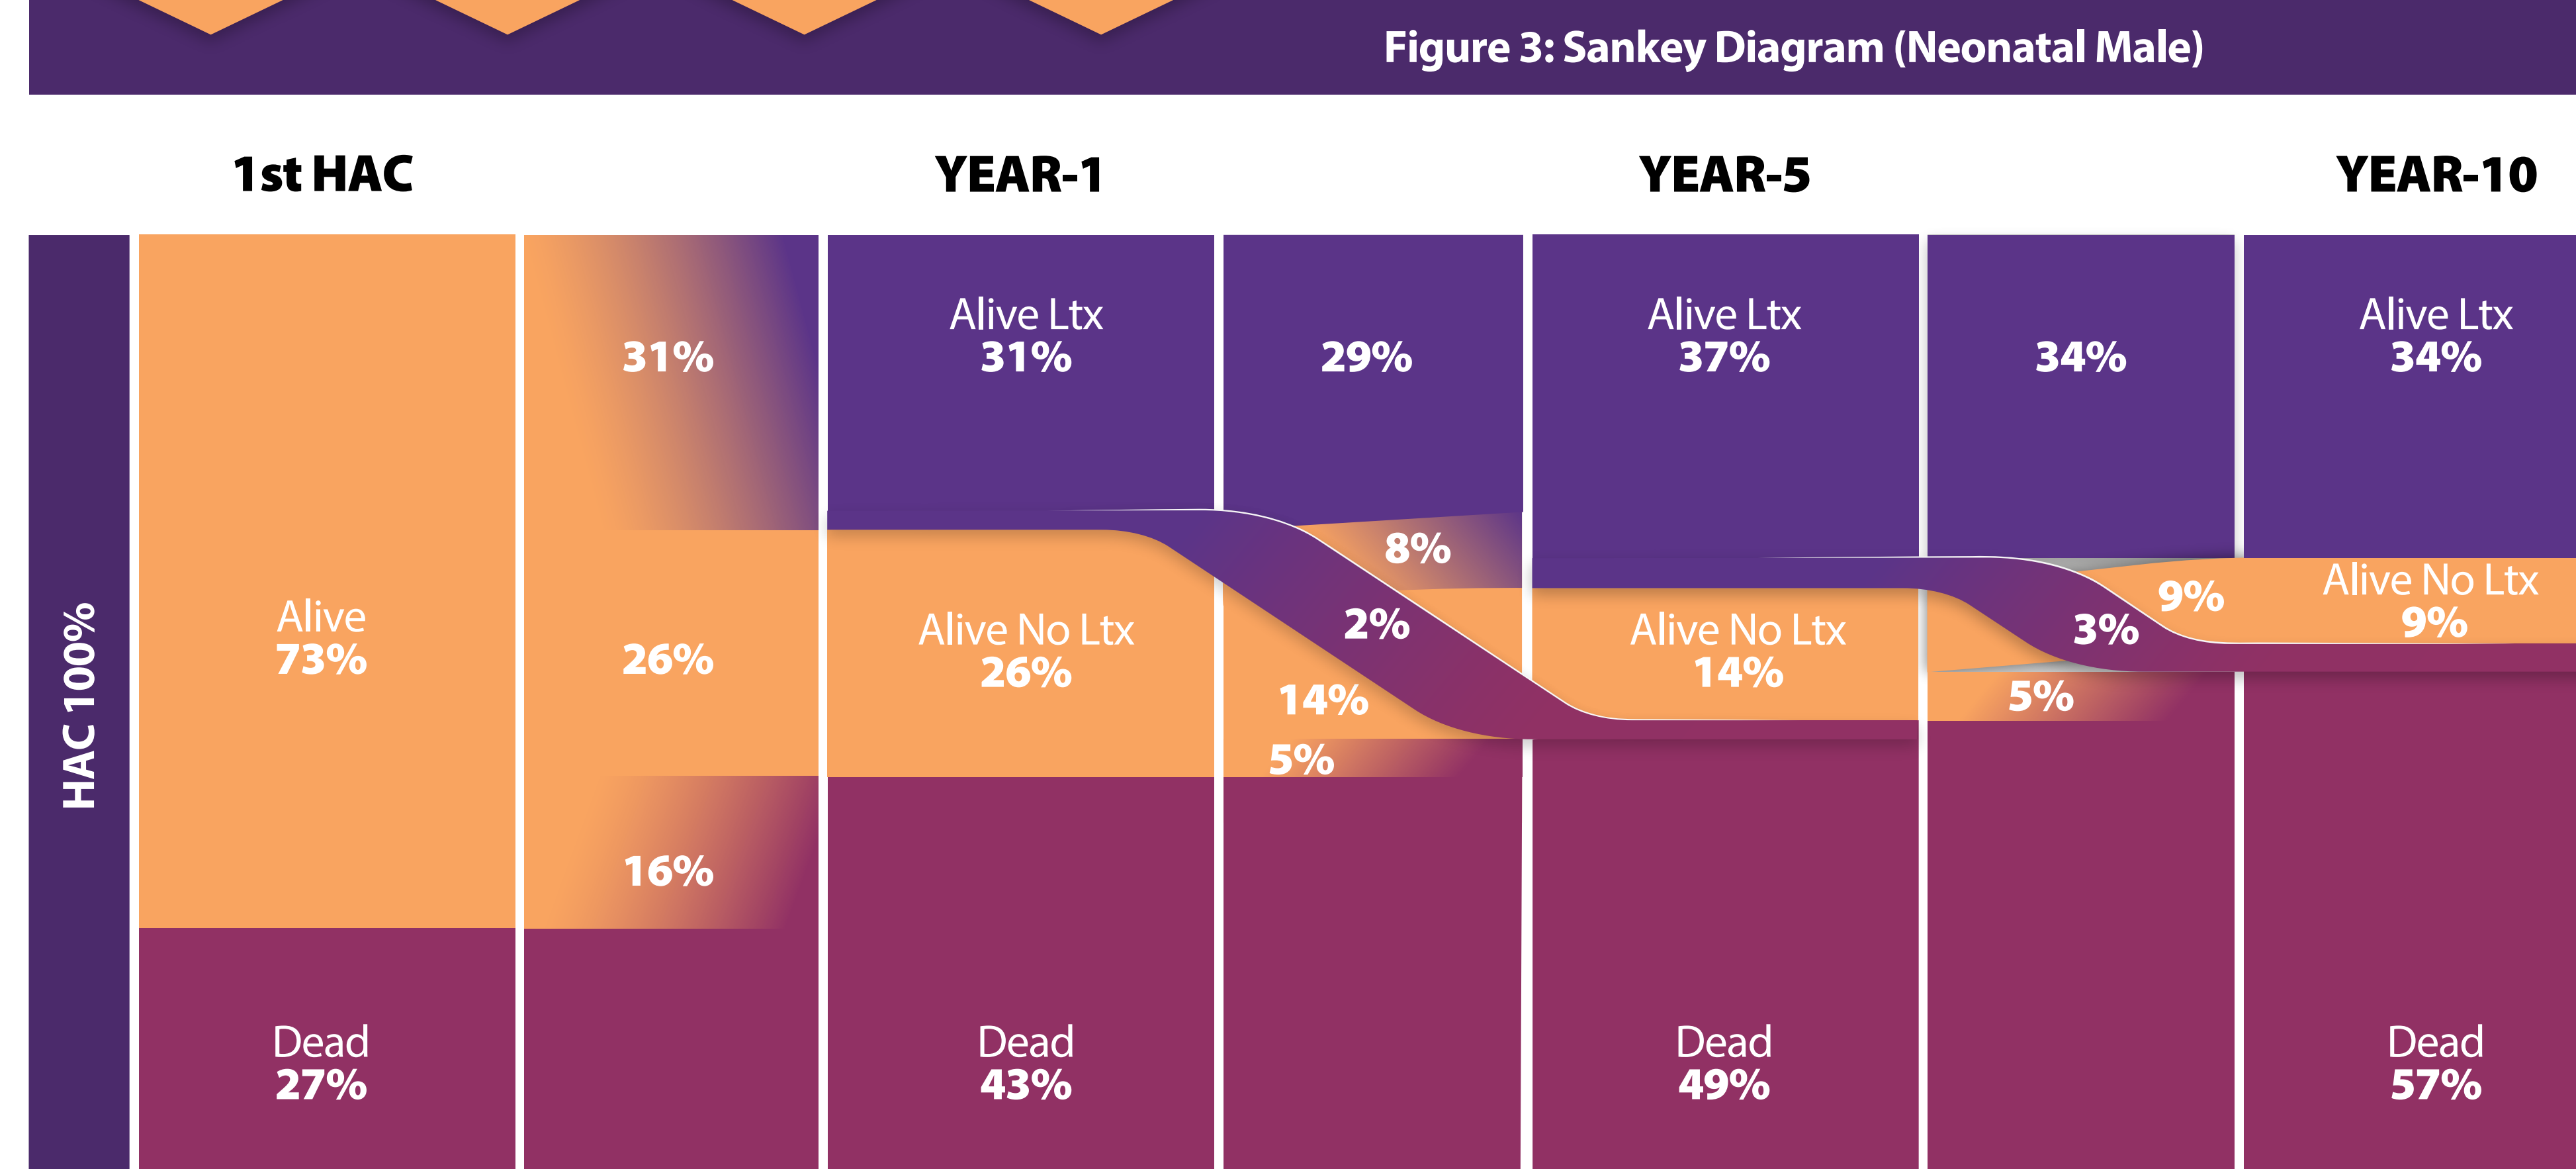 Figure 3: Sankey Diagram (Neonatal Male)
1st HAC
YEAR-1
YEAR-5
YEAR-10
HAC 100%
Alive
73%
Dead
27%
31%
26%
16%
Alive Ltx
31%
Alive No Ltx
26%
Dead
43%
29%
8%
2%
14%
5%
Alive Ltx
37%
Alive No Ltx
14%
Dead
49%
34%
9%
3%
5%
Alive Ltx
34%
Alive No Ltx
9%
Dead
57%